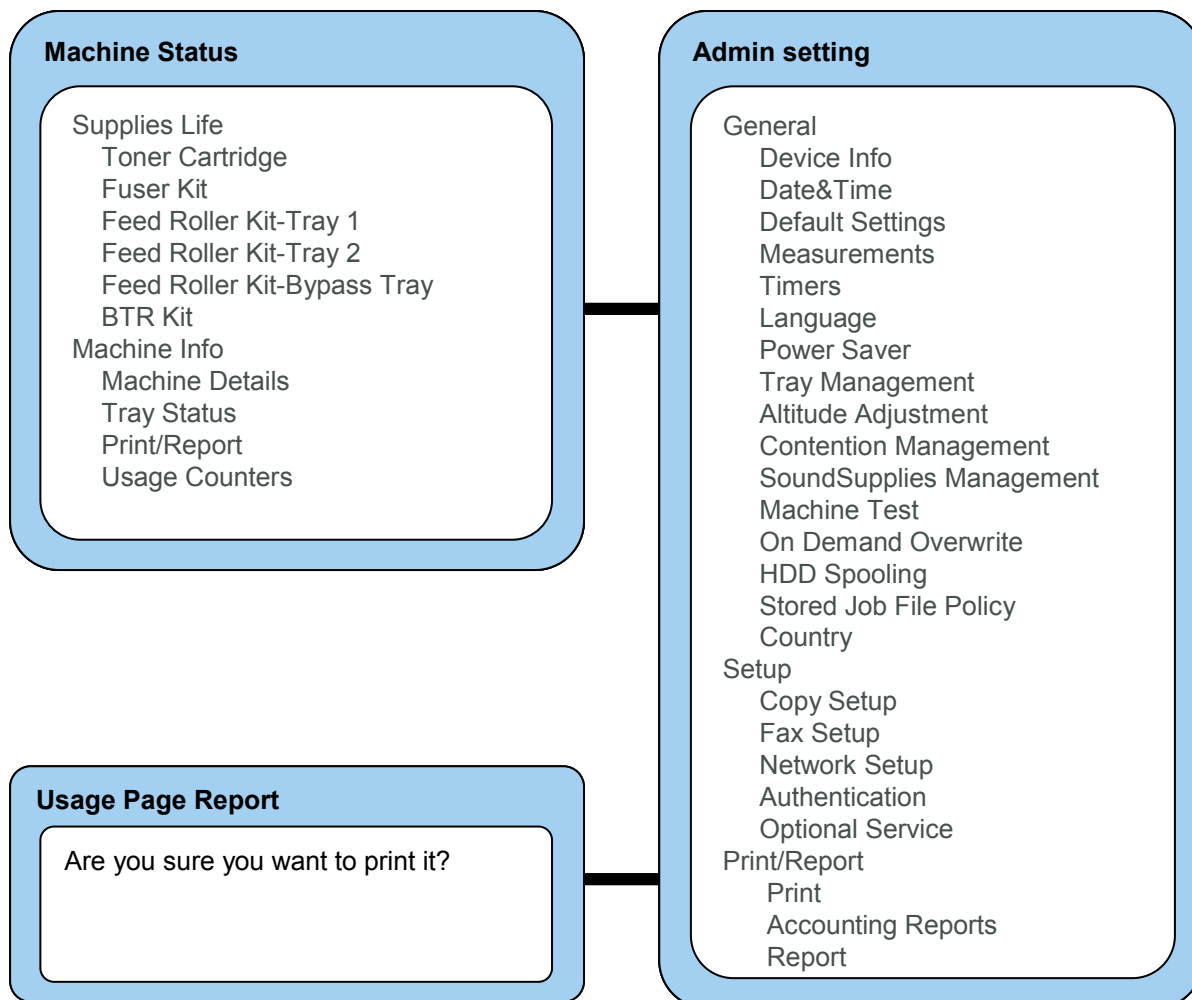 Machine Status
Supplies Life
Toner Cartridge
Fuser Kit
Feed Roller Kit-Tray 1
Feed Roller Kit-Tray 2
Feed Roller Kit-Bypass Tray
BTR Kit
Machine Info
Machine Details
Tray Status
Print/Report
Usage Counters
Usage Page Report
Are you sure you want to print it?
Admin setting
General
Device Info
Date&Time
Default Settings
Measurements
Timers
Language
Power Saver
Tray Management
Altitude Adjustment
Contention Management
SoundSupplies Management
Machine Test
On Demand Overwrite
HDD Spooling
Stored Job File Policy
Country
Setup
Copy Setup
Fax Setup
Network Setup
Authentication
Optional Service
Print/Report
Print
Accounting Reports
Report